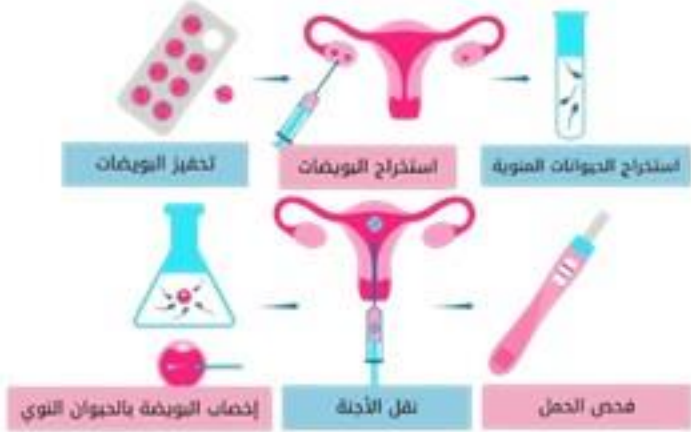 تحفيز البويضات
استخراج البويضات
استخراج الحيوانات المنوية
إخصاب البويضة بالحيوان النوي
نقل الأجنة
فحص الحمل